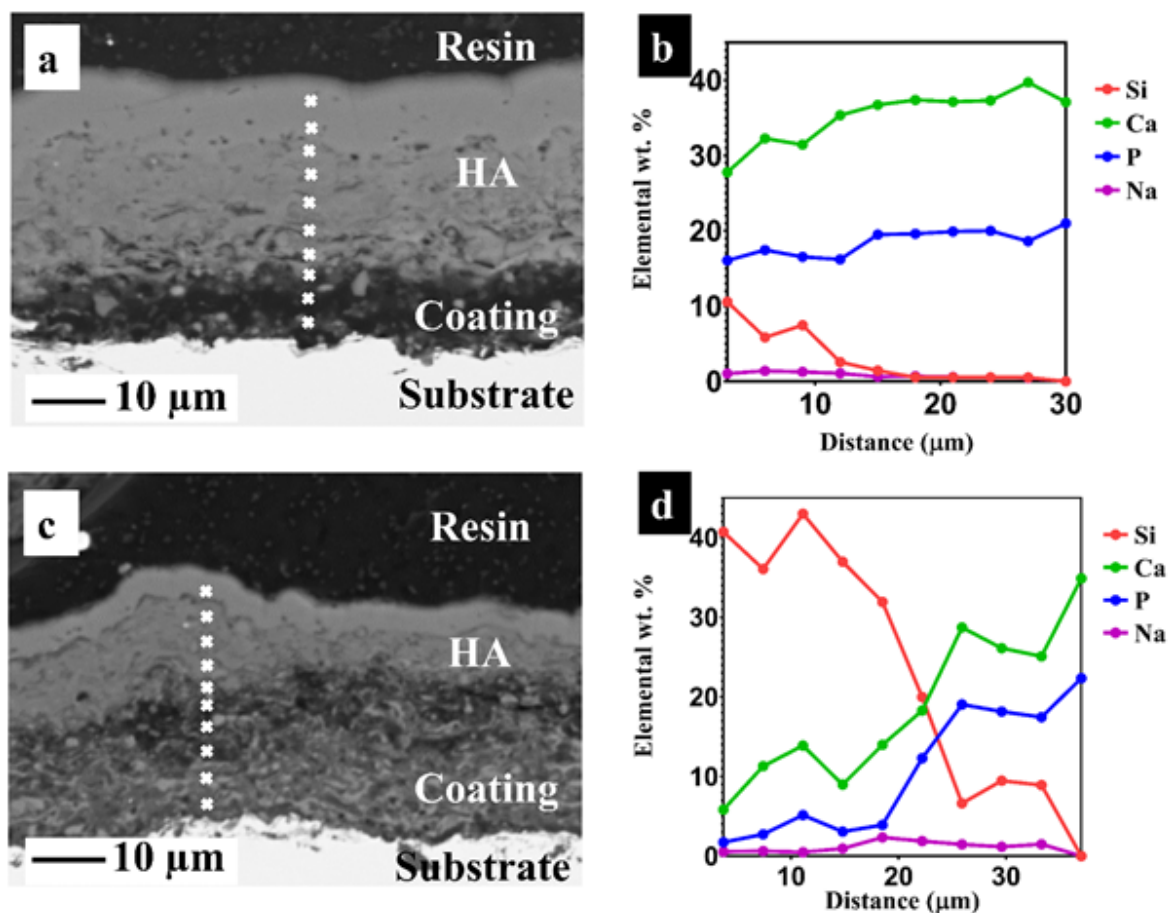 a
Resin
HA
Coating
10 μm
Substrate
b
Elemental wt. %
40
30
20
10
0
10
20
30
Distance (μm)
Si
Ca
P
Na
c
Resin
HA
Coating
10 μm
Substrate
d
Elemental wt. %
40
30
20
10
0
10
20
30
Distance (μm)
Si
Ca
P
Na